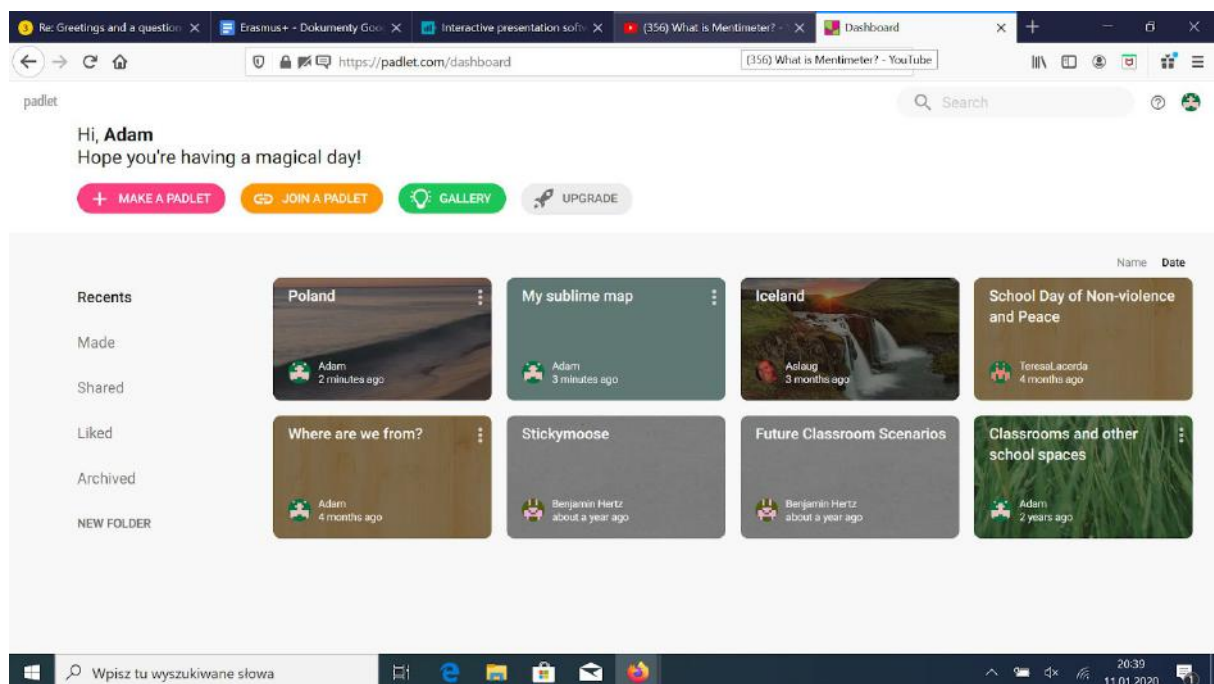 3 Re: Greetings and a question
Erasmus+ - Dokumenty Goo
Interactive presentation softw
(356) What is Mentimeter? -
Dashboard
https://padlet.com/dashboard
(356) What is Mentimeter? - YouTube
padlet
Search
Hi, Adam
Hope you're having a magical day!
MAKE A PADLET
JOIN A PADLET
GALLERY
UPGRADE
Name Date
Recents
Made
Shared
Liked
Archived
NEW FOLDER
Poland
Adam
2 minutes ago
My sublime map
Adam
3 minutes ago
Iceland
Aslaug
3 months ago
School Day of Non-violence
and Peace
TeresaLacerda
4 months ago
Where are we from?
Adam
4 months ago
Stickymoose
Benjamin Hertz
about a year ago
Future Classroom Scenarios
Benjamin Hertz
about a year ago
Classrooms and other
school spaces
Adam
2 years ago
Wpisz tu wyszukiwane słowa
20:39
11.01.2020
1